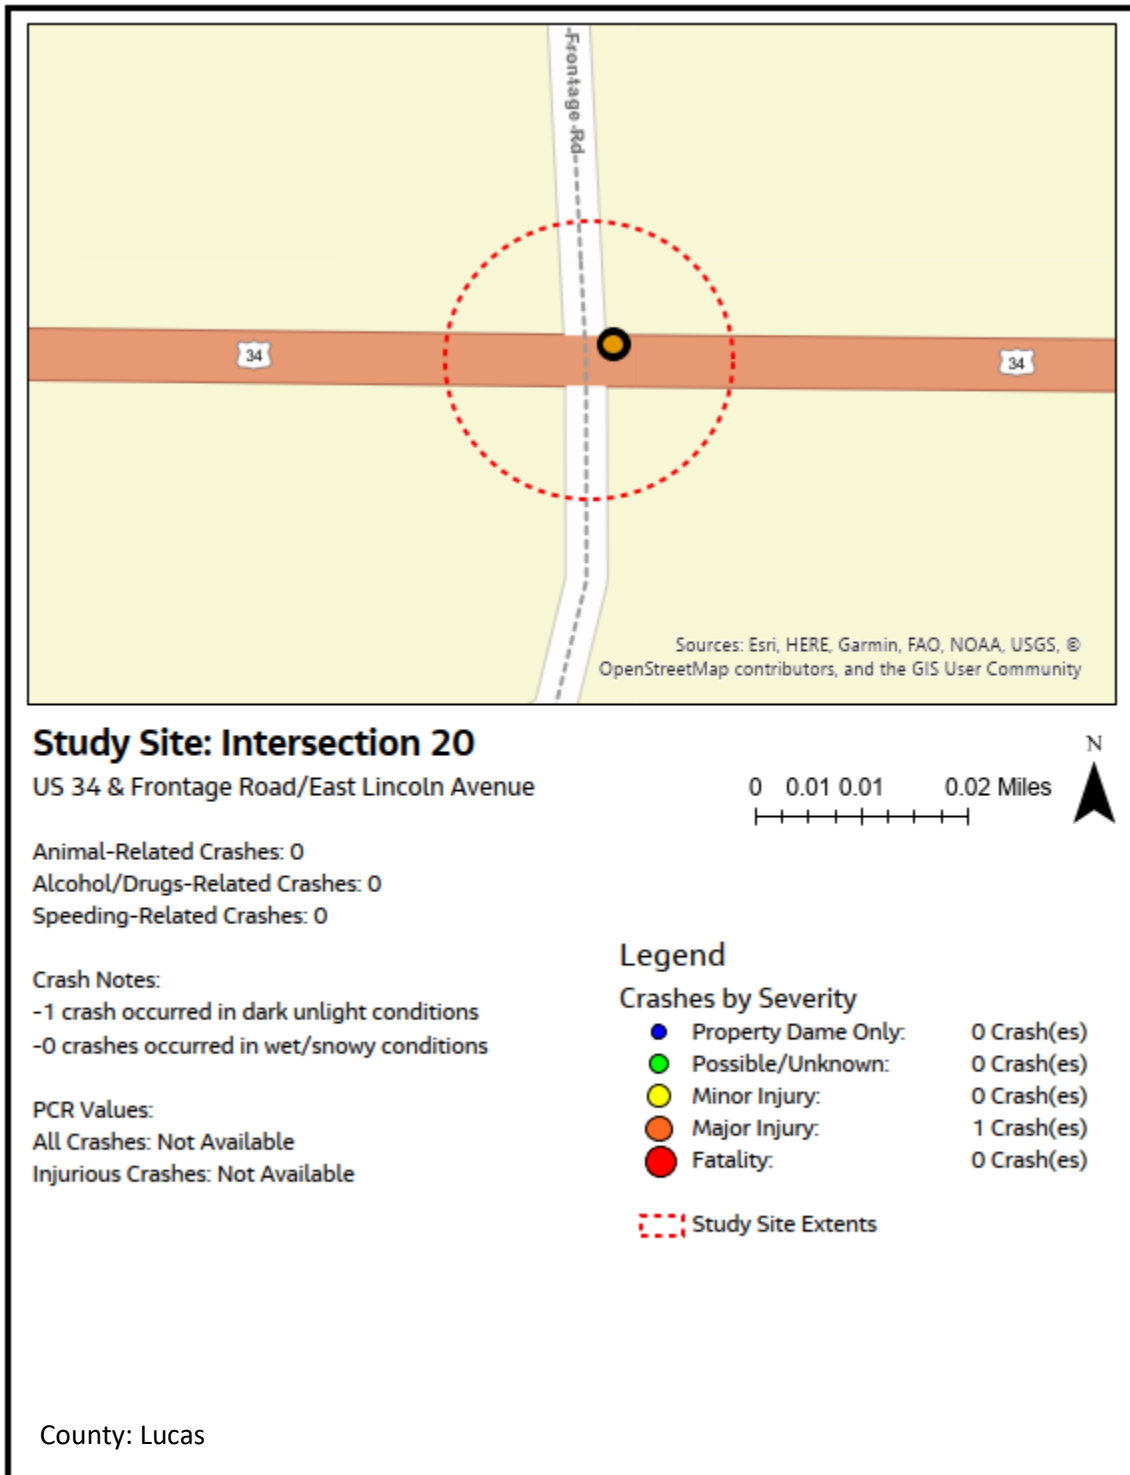 Frontage Rd
34
34
Sources: Esri, HERE, Garmin, FAO, NOAA, USGS, ©
OpenStreetMap contributors, and the GIS User Community
Study Site: Intersection 20
US 34 & Frontage Road/East Lincoln Avenue
0 0.01 0.01 0.02 Miles
N
Animal-Related Crashes: 0
Alcohol/Drugs-Related Crashes: 0
Speeding-Related Crashes: 0
Crash Notes:
-1 crash occurred in dark unlight conditions
-0 crashes occurred in wet/snowy conditions
PCR Values:
All Crashes: Not Available
Injurious Crashes: Not Available
Legend
Crashes by Severity
Property Dame Only: 0 Crash(es)
Possible/Unknown: 0 Crash(es)
Minor Injury: 0 Crash(es)
Major Injury: 1 Crash(es)
Fatality: 0 Crash(es)
Study Site Extents
County: Lucas